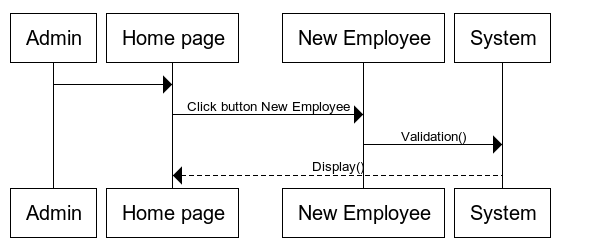 Admin
Home page
New Employee
System
Click button New Employee
Validation()
Display()
Admin
Home page
New Employee
System